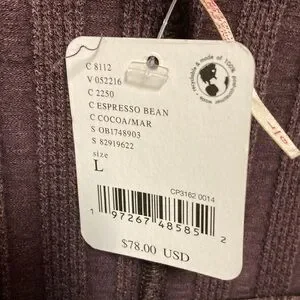 C 8112
V 052216
C 2250
C ESPRESSO BEAN
C COCOA/MAR
S OB1748903
S 82919622
size
L
CP3162 0014
1 97267 48585 2
$78.00 USD